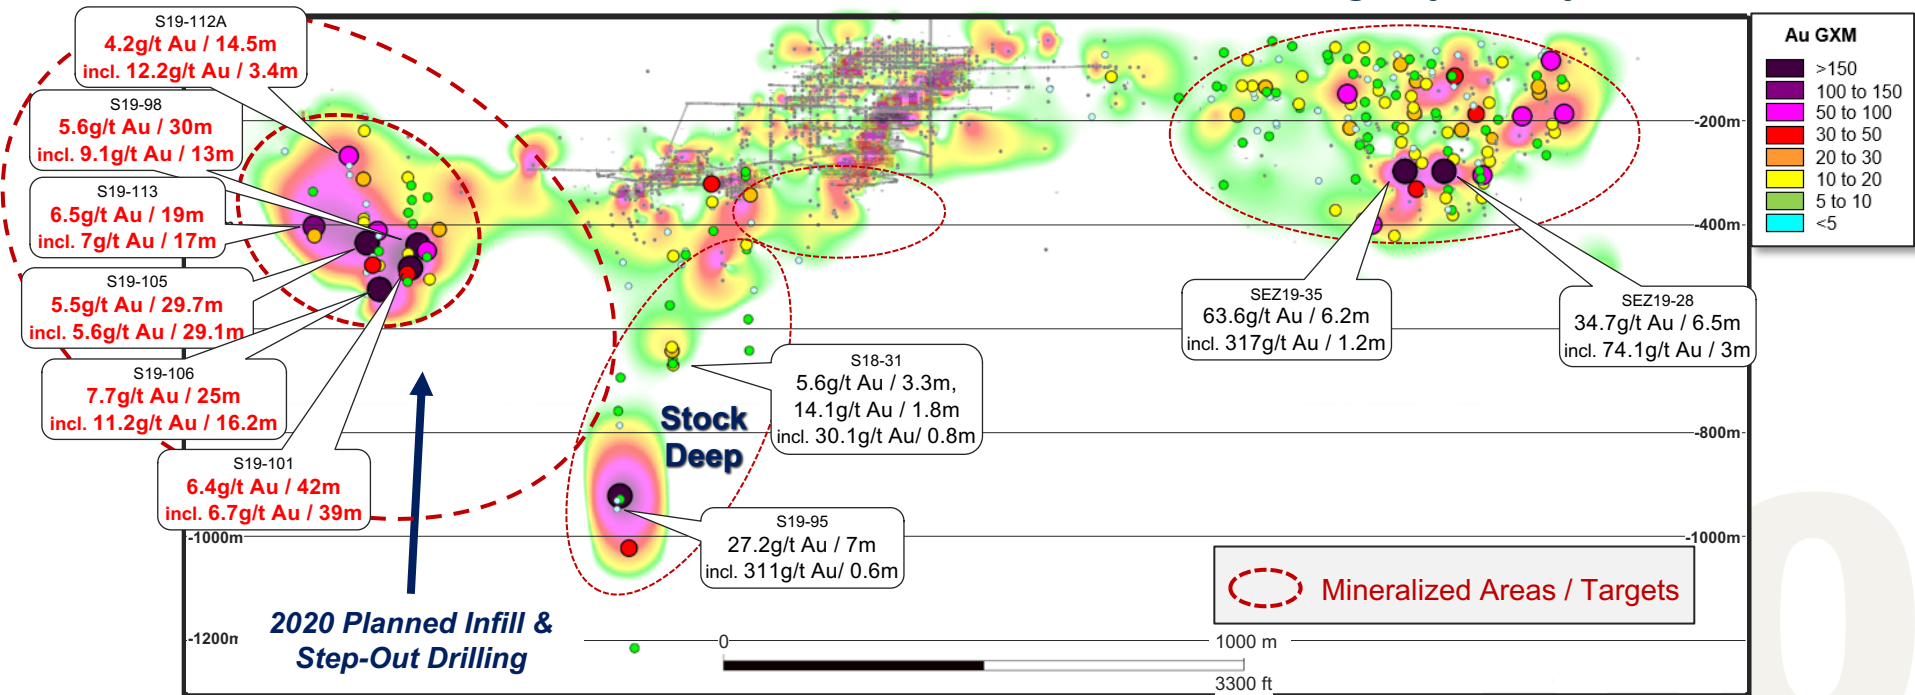 S19-112A
4.2g/t Au / 14.5m
incl. 12.2g/t Au / 3.4m
S19-98
5.6g/t Au / 30m
incl. 9.1g/t Au / 13m
S19-113
6.5g/t Au / 19m
incl. 7g/t Au / 17m
S19-105
5.5g/t Au / 29.7m
incl. 5.6g/t Au / 29.1m
S19-106
7.7g/t Au / 25m
incl. 11.2g/t Au / 16.2m
S19-101
6.4g/t Au / 42m
incl. 6.7g/t Au / 39m
2020 Planned Infill &
Step-Out Drilling
Stock
Deep
S18-31
5.6g/t Au / 3.3m,
14.1g/t Au / 1.8m
incl. 30.1g/t Au/ 0.8m
S19-95
27.2g/t Au / 7m
incl. 311g/t Au/ 0.6m
SEZ19-35
63.6g/t Au / 6.2m
incl. 317g/t Au / 1.2m
SEZ19-28
34.7g/t Au / 6.5m
incl. 74.1g/t Au / 3m
-200m
-400m
-800m
-1000m
-1000m
-1200m
0
1000 m
3300 ft
Mineralized Areas / Targets
Au GXM
>150
100 to 150
50 to 100
30 to 50
20 to 30
10 to 20
5 to 10
<5